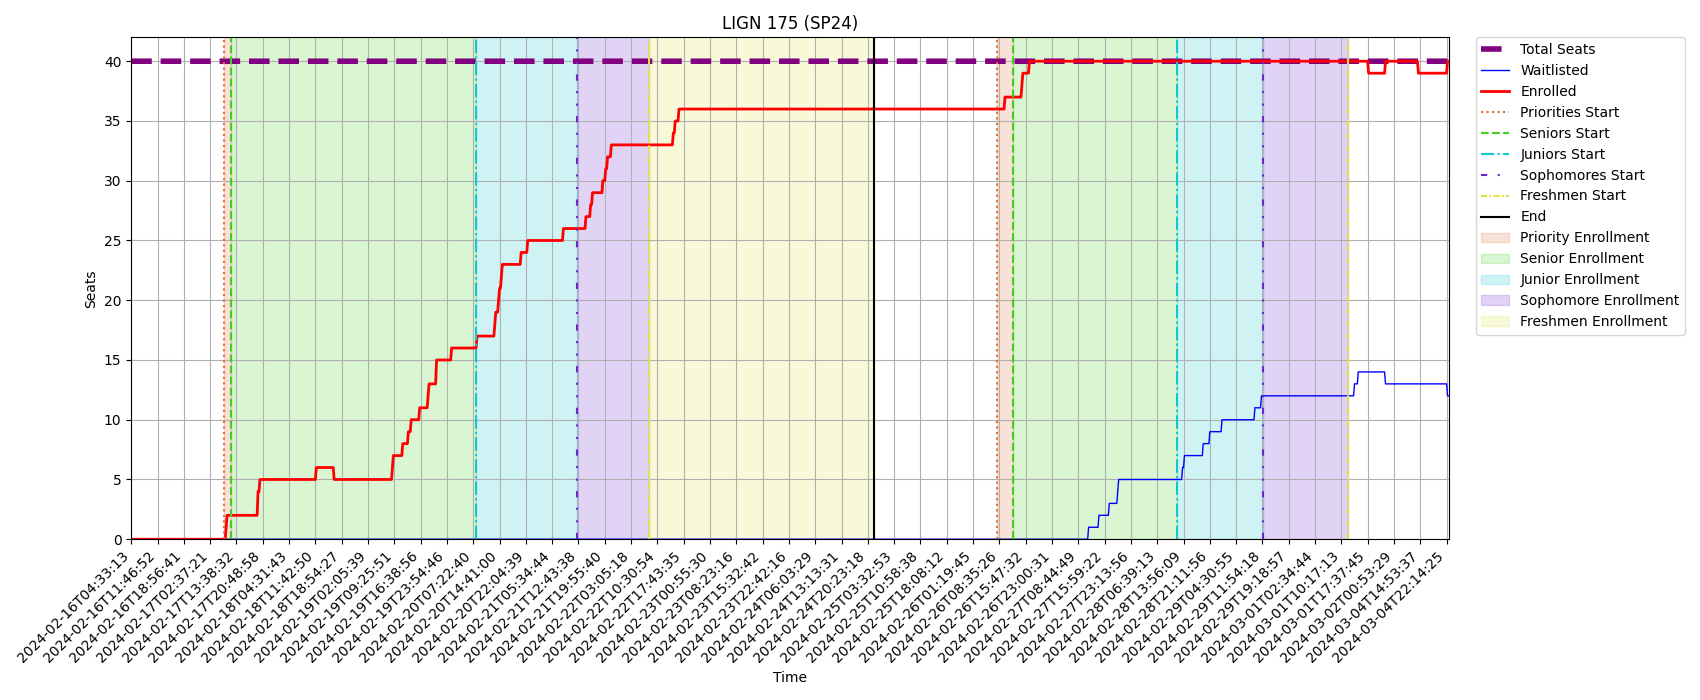 LIGN 175 (SP24)
Seats
40
35
30
25
20
15
10
5
0
2024-02-16T04:33:13
2024-02-16T11:46:52
2024-02-16T18:56:41
2024-02-17T02:37:21
2024-02-17T13:38:32
2024-02-17T20:48:58
2024-02-18T04:31:43
2024-02-18T11:42:50
2024-02-18T18:54:27
2024-02-19T02:05:39
2024-02-19T09:25:51
2024-02-19T16:38:56
2024-02-19T23:54:46
2024-02-20T07:22:40
2024-02-20T14:41:00
2024-02-20T22:04:39
2024-02-21T05:34:44
2024-02-21T12:43:38
2024-02-21T19:55:40
2024-02-22T03:05:18
2024-02-22T10:30:54
2024-02-22T17:43:35
2024-02-23T00:55:30
2024-02-23T08:23:16
2024-02-23T15:32:42
2024-02-23T22:42:16
2024-02-24T06:03:29
2024-02-24T13:13:31
2024-02-24T20:23:18
2024-02-25T03:32:53
2024-02-25T10:58:38
2024-02-25T18:08:12
2024-02-26T01:19:45
2024-02-26T08:35:26
2024-02-26T15:47:32
2024-02-26T23:00:31
2024-02-27T08:44:49
2024-02-27T15:59:22
2024-02-27T23:13:56
2024-02-28T06:39:13
2024-02-28T13:56:09
2024-02-28T21:11:56
2024-02-29T04:30:55
2024-02-29T11:54:18
2024-02-29T19:18:57
2024-03-01T02:34:44
2024-03-01T10:17:13
2024-03-01T17:37:45
2024-03-02T00:53:29
2024-03-04T14:53:37
2024-03-04T22:14:25
Time
Total Seats
Waitlisted
Enrolled
Priorities Start
Seniors Start
Juniors Start
Sophomores Start
Freshmen Start
End
Priority Enrollment
Senior Enrollment
Junior Enrollment
Sophomore Enrollment
Freshmen Enrollment